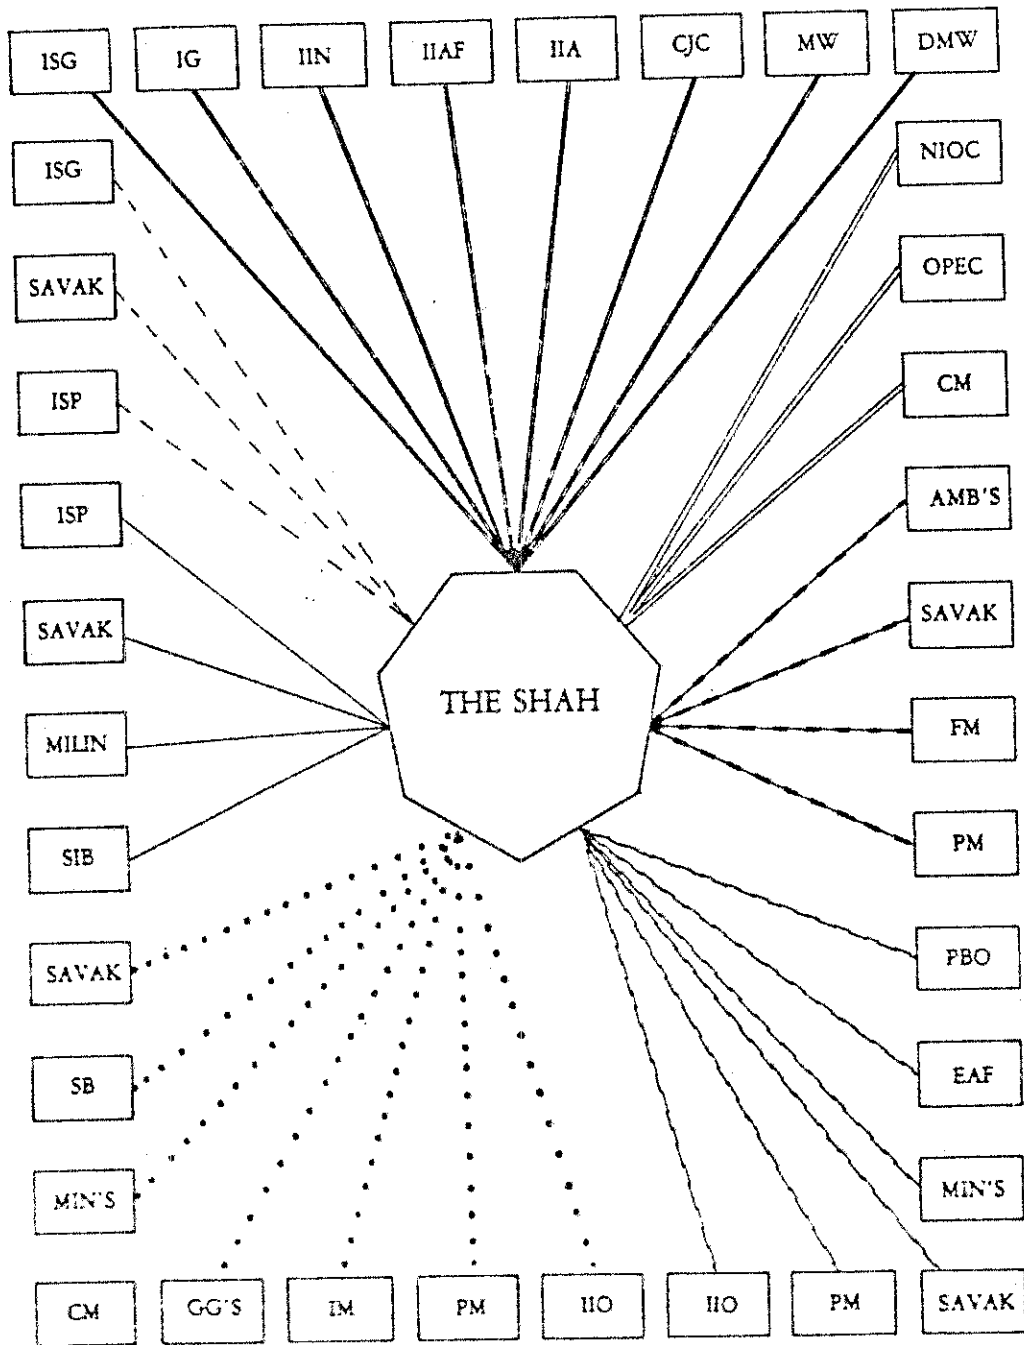 ISG
IG
IIN
IIAF
IIA
CJC
MW
DMW
ISG
NIOC
SAVAK
OPEC
ISP
CM
ISP
AMB'S
SAVAK
SAVAK
THE SHAH
MILIN
FM
SIB
PM
SAVAK
PBO
SB
EAF
MIN'S
MIN'S
CM
GG'S
IM
PM
IIO
IIO
PM
SAVAK